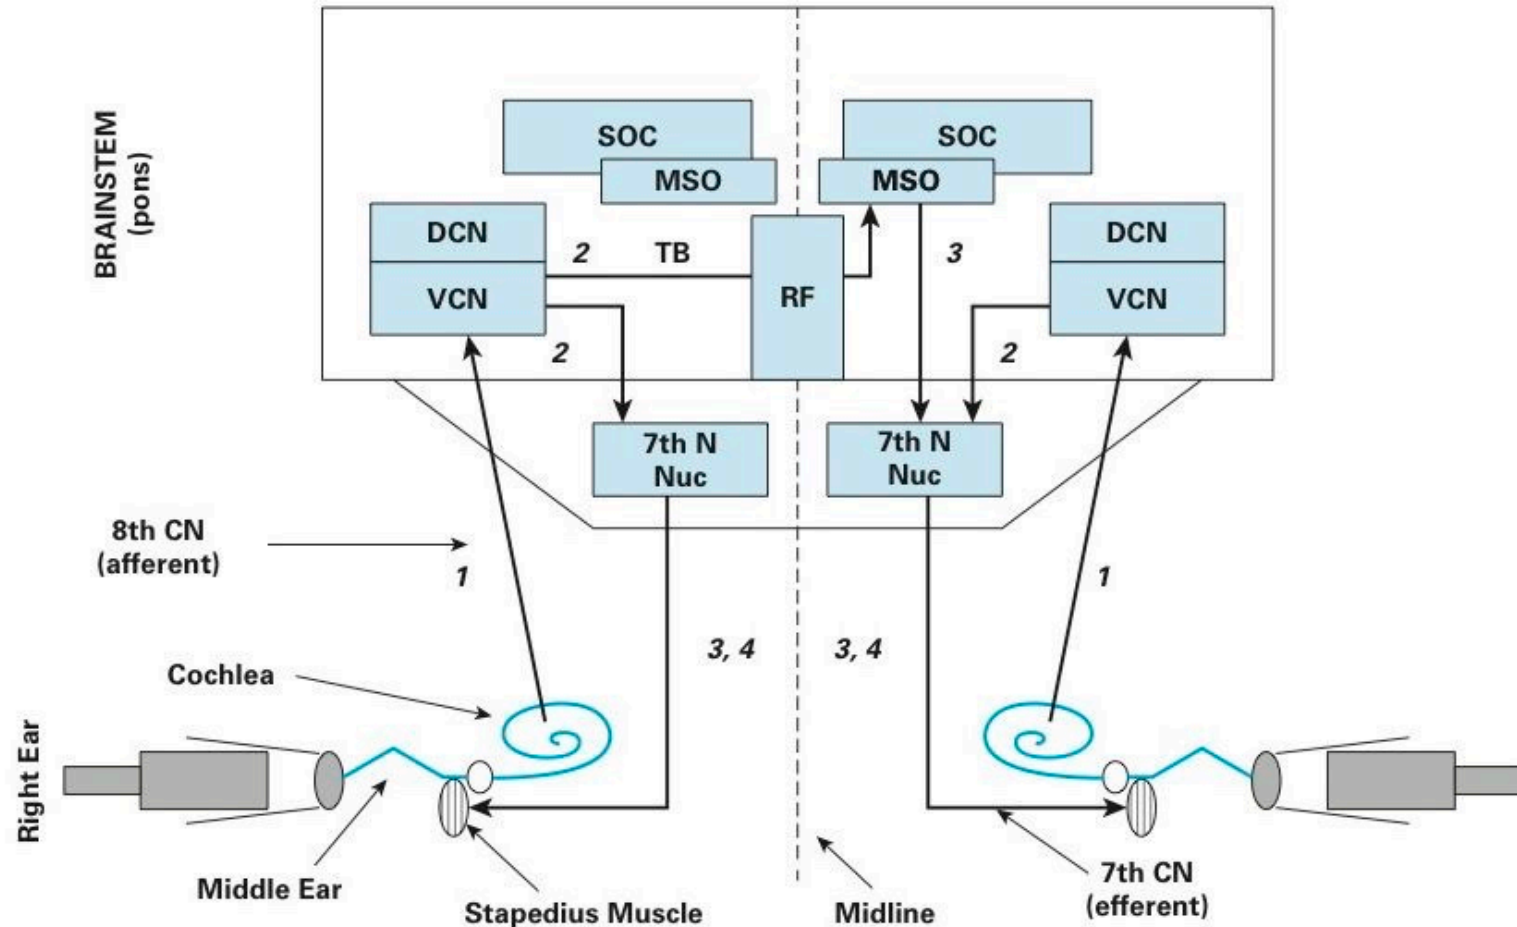 BRAINSTEM
(pons)
SOC
SOC
MSO
MSO
DCN
DCN
2
TB
3
VCN
RF
VCN
2
2
7th N
Nuc
7th N
Nuc
8th CN
(afferent)
1
1
3, 4
3, 4
Cochlea
Right Ear
Middle Ear
Stapedius Muscle
Midline
7th CN
(efferent)